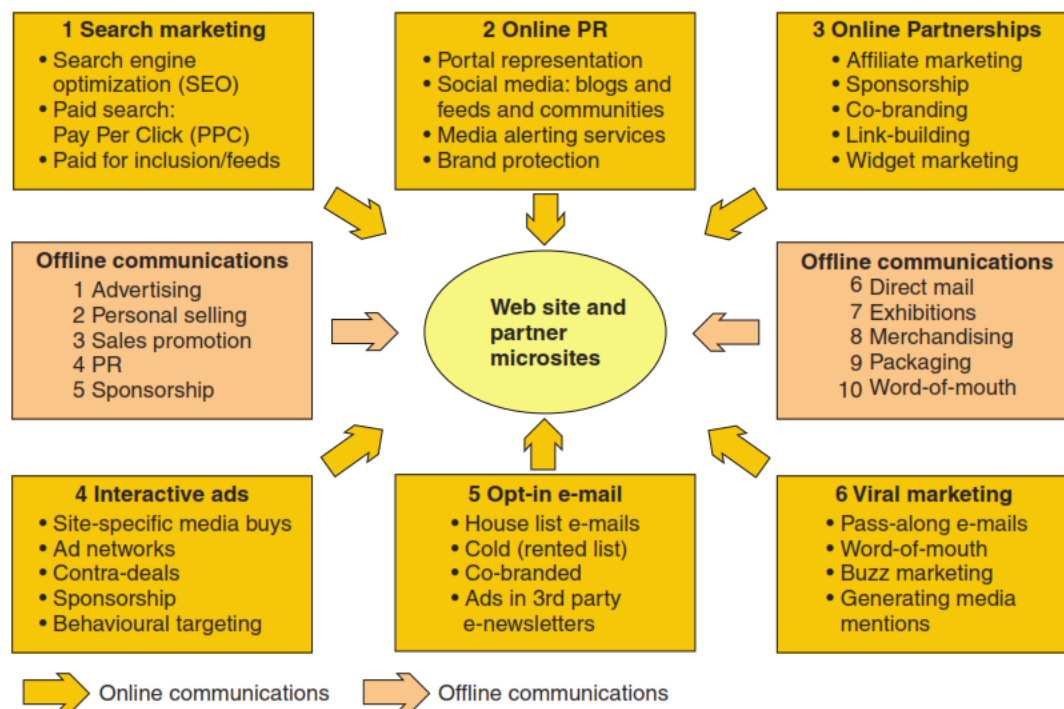 1 Search marketing
• Search engine
optimization (SEO)
• Paid search:
Pay Per Click (PPC)
• Paid for inclusion/feeds
2 Online PR
• Portal representation
• Social media: blogs and
feeds and communities
• Media alerting services
• Brand protection
3 Online Partnerships
• Affiliate marketing
• Sponsorship
• Co-branding
• Link-building
• Widget marketing
Offline communications
1 Advertising
2 Personal selling
3 Sales promotion
4 PR
5 Sponsorship
Web site and
partner
microsites
Offline communications
6 Direct mail
7 Exhibitions
8 Merchandising
9 Packaging
10 Word-of-mouth
4 Interactive ads
• Site-specific media buys
• Ad networks
• Contra-deals
• Sponsorship
• Behavioural targeting
5 Opt-in e-mail
• House list e-mails
• Cold (rented list)
• Co-branded
• Ads in 3rd party
e-newsletters
6 Viral marketing
• Pass-along e-mails
• Word-of-mouth
• Buzz marketing
• Generating media
mentions
Online communications
Offline communications